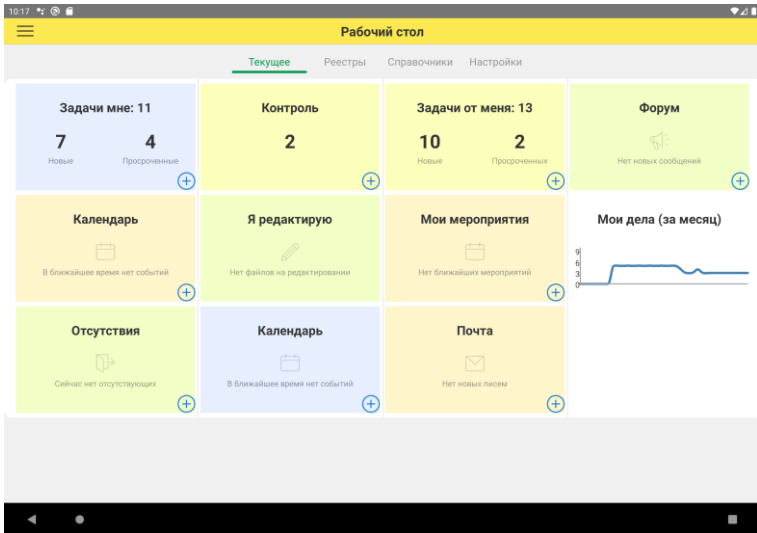 10:17
Рабочий стол
Текущее Реестры Справочники Настройки
Задачи мне: 11
7 4
Новые Просроченные
Контроль
2
Задачи от меня: 13
10 2
Новые Просроченных
Форум
Нет новых сообщений
Календарь
В ближайшее время нет событий
Я редактирую
Нет файлов на редактировании
Мои мероприятия
Нет ближайших мероприятий
Мои дела (за месяц)
9
6
3
0
Отсутствия
Сейчас нет отсутствующих
Календарь
В ближайшее время нет событий
Почта
Нет новых писем